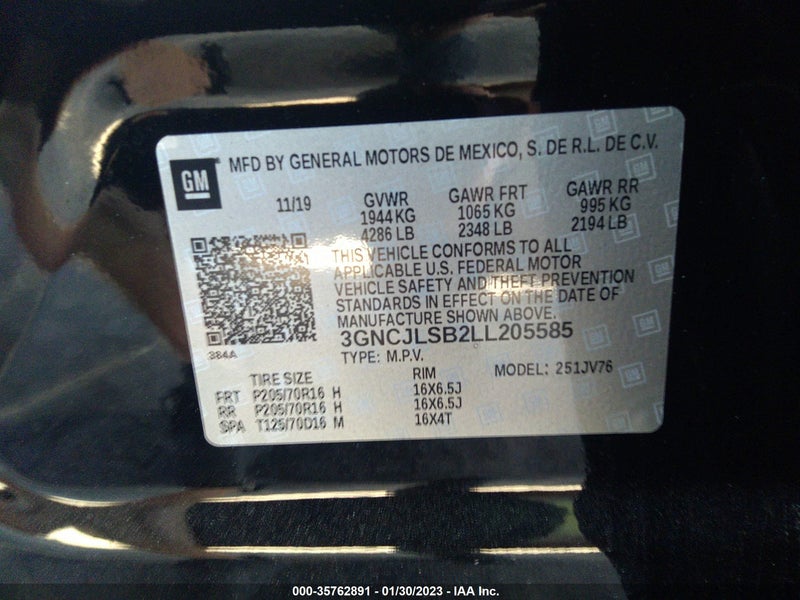 MFD BY GENERAL MOTORS DE MEXICO, S. DE R.L. DE C.V.
GM
11/19 GVWR GAWR FRT GAWR RR
1944 KG 1065 KG 995 KG
4286 LB 2348 LB 2194 LB
THIS VEHICLE CONFORMS TO ALL
APPLICABLE U.S. FEDERAL MOTOR
VEHICLE SAFETY AND THEFT PREVENTION
STANDARDS IN EFFECT ON THE DATE OF
MANUFACTURE SHOWN ABOVE.
3GNCJLSB2LL205585
384A
TYPE: M.P.V. MODEL: 251JV76
TIRE SIZE RIM
FRT P205/70R16 H 16X6.5J
RR P205/70R16 H 16X6.5J
SPA T125/70D16 M 16X4T
000-35762891 - 01/30/2023 - IAA Inc.